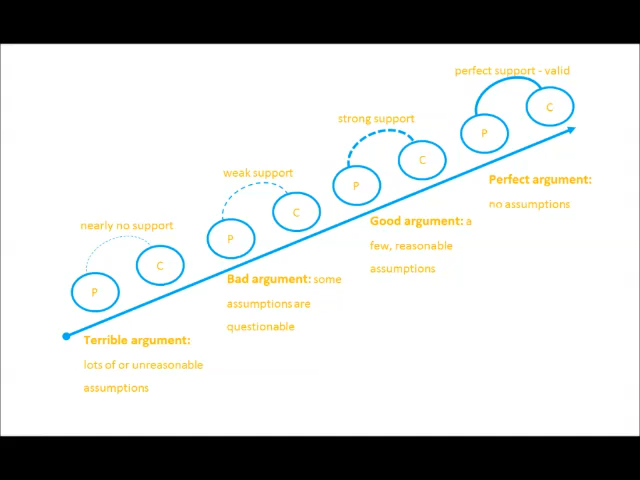 perfect support - valid
C
P
strong support
C
P
Perfect argument:
no assumptions
weak support
C
P
Good argument: a
few, reasonable
assumptions
nearly no support
C
P
Bad argument: some
assumptions are
questionable
Terrible argument:
lots of or unreasonable
assumptions